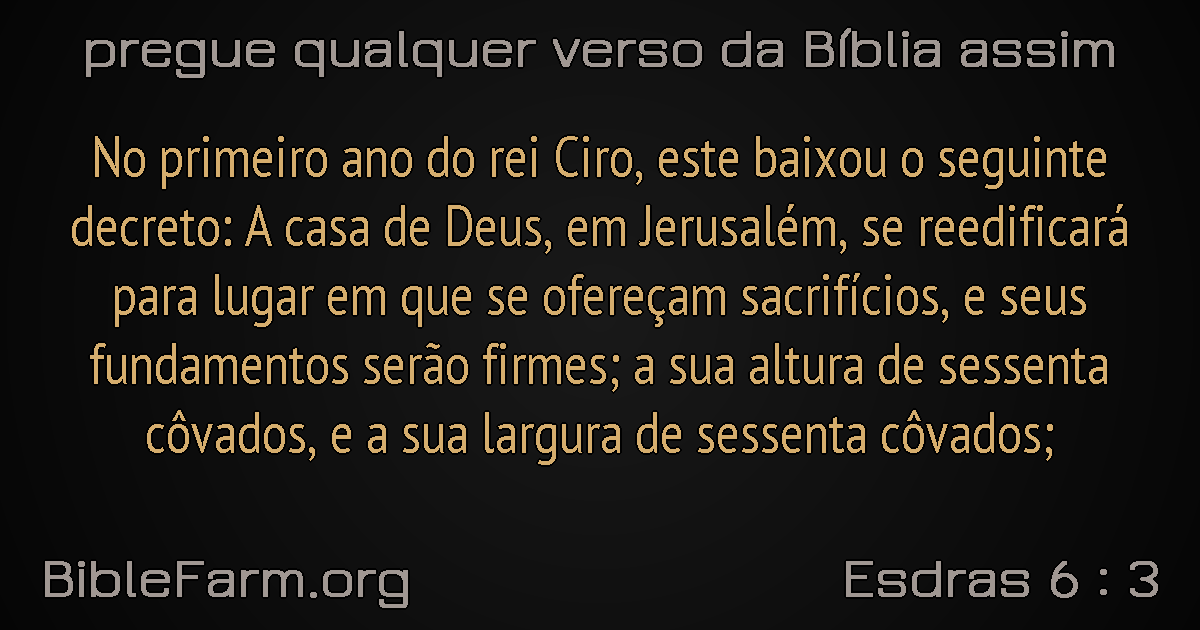 pregue qualquer verso da Bíblia assim
No primeiro ano do rei Ciro, este baixou o seguinte
decreto: A casa de Deus, em Jerusalém, se reedificará
para lugar em que se ofereçam sacrifícios, e seus
fundamentos serão firmes; a sua altura de sessenta
côvados, e a sua largura de sessenta côvados;
BibleFarm.org
Esdras 6 : 3